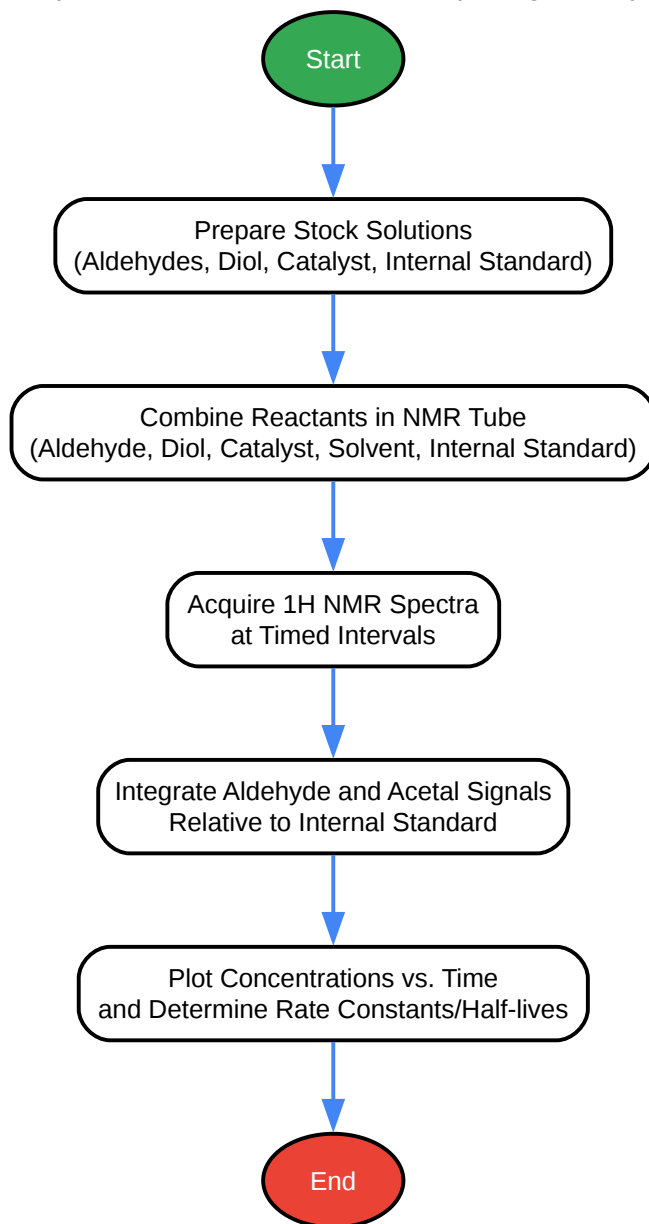 Start
Prepare Stock Solutions
(Aldehydes, Diol, Catalyst, Internal Standard)
Combine Reactants in NMR Tube
(Aldehyde, Diol, Catalyst, Solvent, Internal Standard)
Acquire 1H NMR Spectra
at Timed Intervals
Integrate Aldehyde and Acetal Signals
Relative to Internal Standard
Plot Concentrations vs. Time
and Determine Rate Constants/Half-lives
End